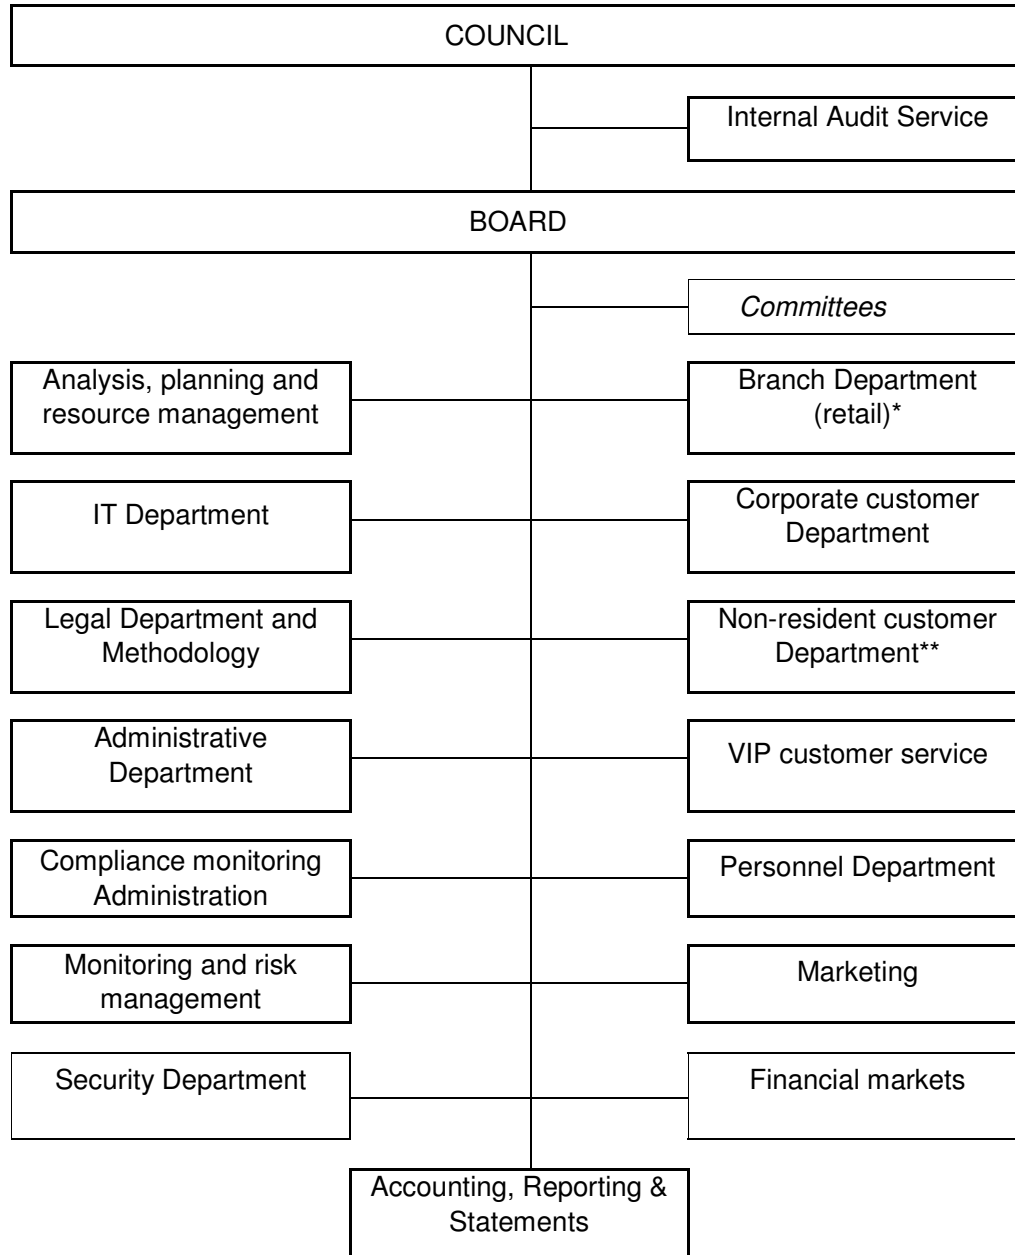 COUNCIL
Internal Audit Service
BOARD
Committees
Analysis, planning and
resource management
Branch Department
(retail)*
IT Department
Corporate customer
Department
Legal Department and
Methodology
Non-resident customer
Department**
Administrative
Department
VIP customer service
Compliance monitoring
Administration
Personnel Department
Monitoring and risk
management
Marketing
Security Department
Financial markets
Accounting, Reporting &
Statements